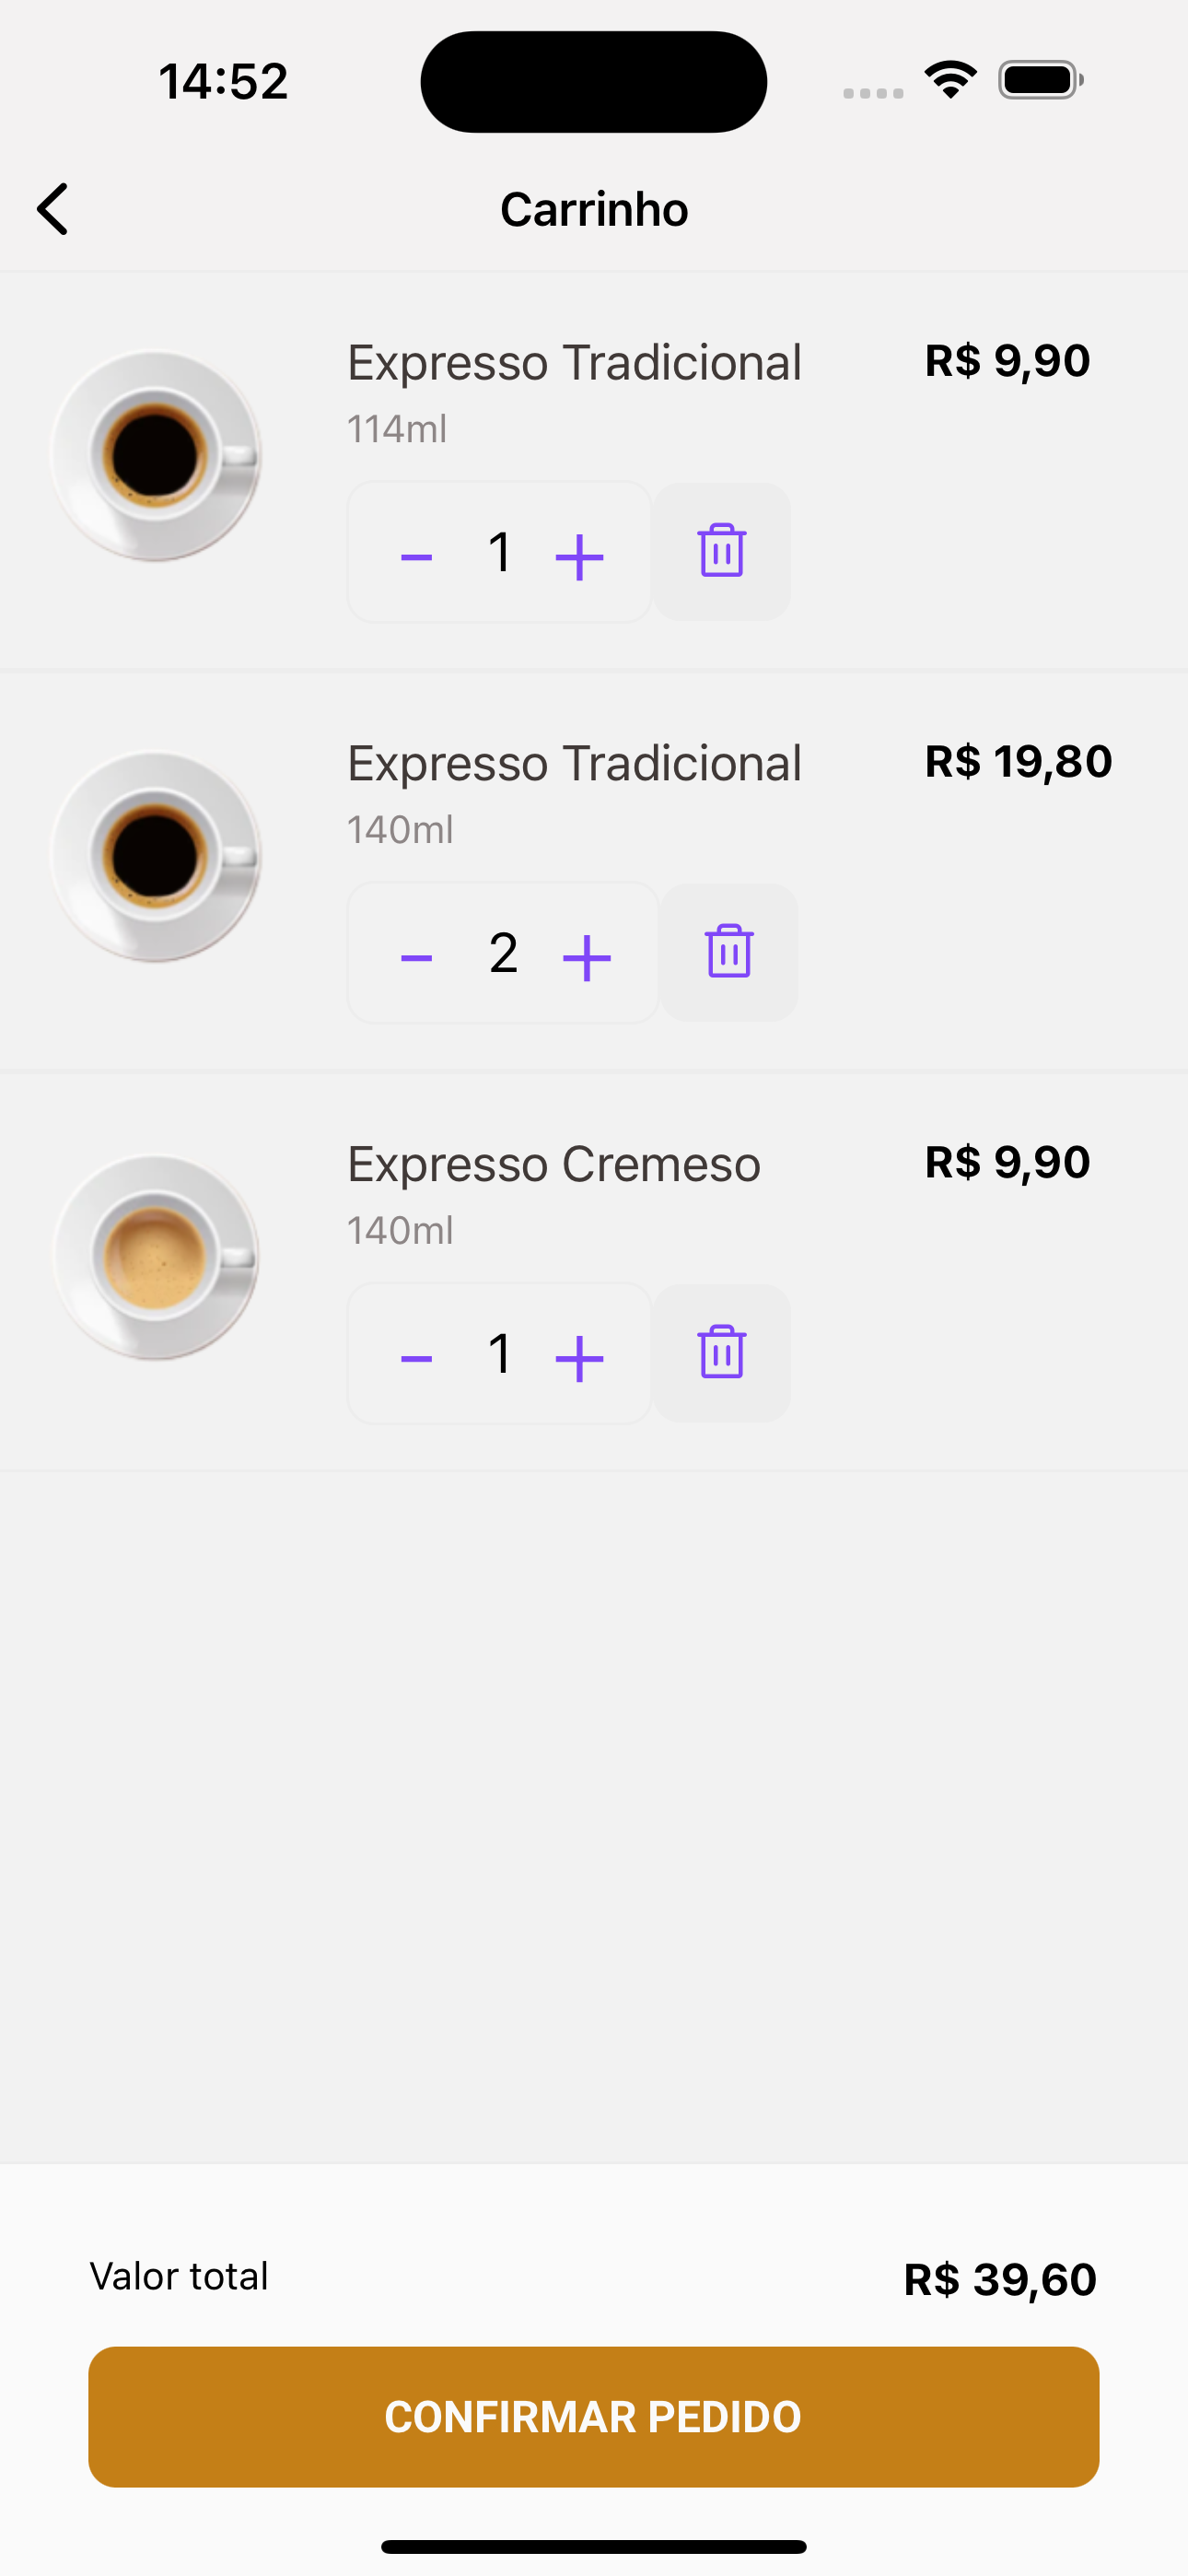 14:52
Carrinho
Expresso Tradicional
R$ 9,90
114ml
- 1 +
Expresso Tradicional
R$ 19,80
140ml
- 2 +
Expresso Cremeso
R$ 9,90
140ml
- 1 +
Valor total
R$ 39,60
CONFIRMAR PEDIDO